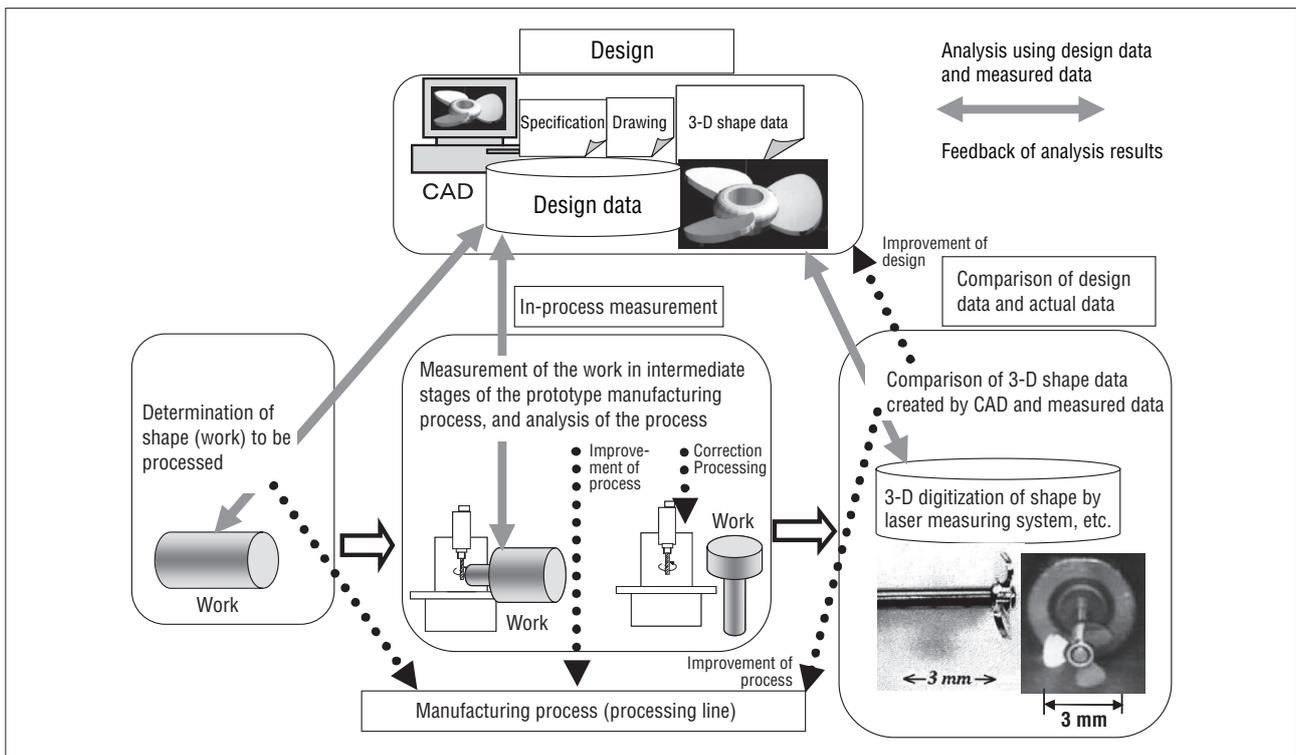 Design
Analysis using design data
and measured data
Feedback of analysis results
Specification
Drawing
3-D shape data
CAD
Design data
Improvement of
design
Comparison of design
data and actual data
In-process measurement
Determination of
shape (work) to be
processed
Work
Measurement of the work in intermediate
stages of the prototype manufacturing
process, and analysis of the process
Improve-
ment of
process
Correction
Processing
Work
Work
Comparison of 3-D shape data
created by CAD and measured data
3-D digitization of shape by
laser measuring system, etc.
3 mm
3 mm
Improvement of
process
Manufacturing process (processing line)